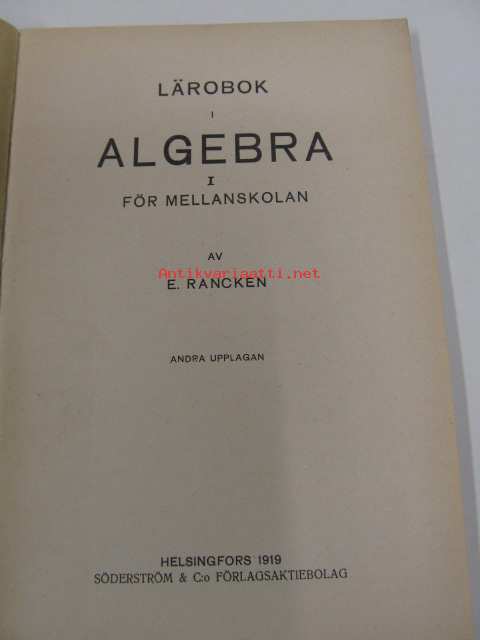 LÄROBOK
I
ALGEBRA
I
FÖR MELLANSKOLAN
AV
Antikvariaatti.net
E. RANCKEN
ANDRA UPPLAGAN
HELSINGFORS 1919
SÖDERSTRÖM & C:o FÖRLAGSAKTIEBOLAG